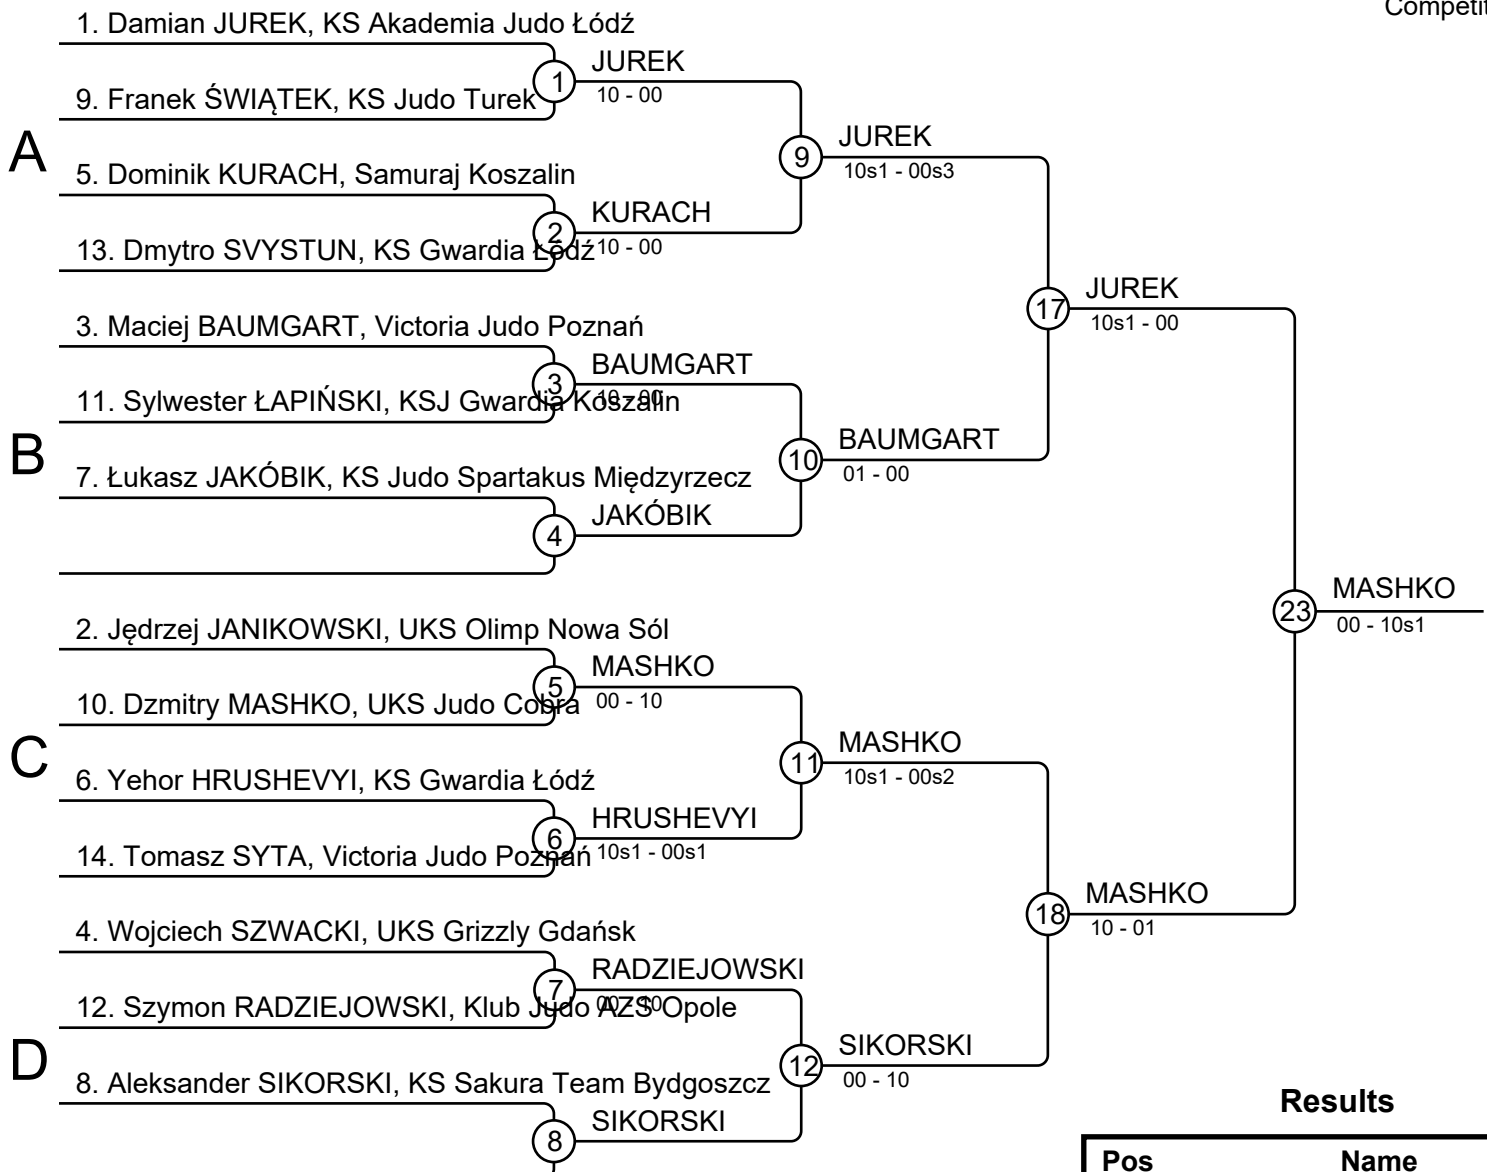 Competit
1. Damian JUREK, KS Akademia Judo Łódź
JUREK
1
10 - 00
9. Franek ŚWIĄTEK, KS Judo Turek
A
JUREK
9
10s1 - 00s3
5. Dominik KURACH, Samuraj Koszalin
KURACH
2
10 - 00
13. Dmytro SVYSTUN, KS Gwardia Łódź
JUREK
17
10s1 - 00
3. Maciej BAUMGART, Victoria Judo Poznań
BAUMGART
3
10 - 00
11. Sylwester ŁAPIŃSKI, KSJ Gwardia Koszalin
B
BAUMGART
10
01 - 00
7. Łukasz JAKÓBIK, KS Judo Spartakus Międzyrzecz
JAKÓBIK
4
MASHKO
23
00 - 10s1
2. Jędrzej JANIKOWSKI, UKS Olimp Nowa Sól
MASHKO
5
00 - 10
10. Dzmitry MASHKO, UKS Judo Cobra
C
MASHKO
11
10s1 - 00s2
6. Yehor HRUSHEVYI, KS Gwardia Łódź
HRUSHEVYI
6
10s1 - 00s1
14. Tomasz SYTA, Victoria Judo Poznań
MASHKO
18
10 - 01
4. Wojciech SZWACKI, UKS Grizzly Gdańsk
RADZIEJOWSKI
7
00 - 10
12. Szymon RADZIEJOWSKI, Klub Judo AZS Opole
D
SIKORSKI
12
00 - 10
8. Aleksander SIKORSKI, KS Sakura Team Bydgoszcz
SIKORSKI
8
Results
Pos Name